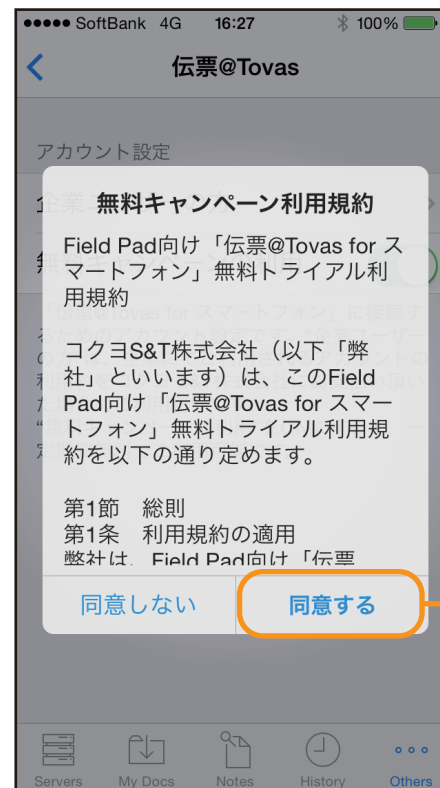 SoftBank 4G 16:27 100%
伝票@Tovas
アカウント設定
無料キャンペーン利用規約
Field Pad向け「伝票@Tovas for ス
マートフォン」無料トライアル利
用規約
コクヨS&T株式会社（以下「弊
社」といいます）は、このField
Pad向け「伝票@Tovas for スマー
トフォン」無料トライアル利用規
約を以下の通り定めます。
第1節 総則
第1条 利用規約の適用
弊社は、Field Pad向け「伝票
同意しない 同意する
Servers My Docs Notes History Others